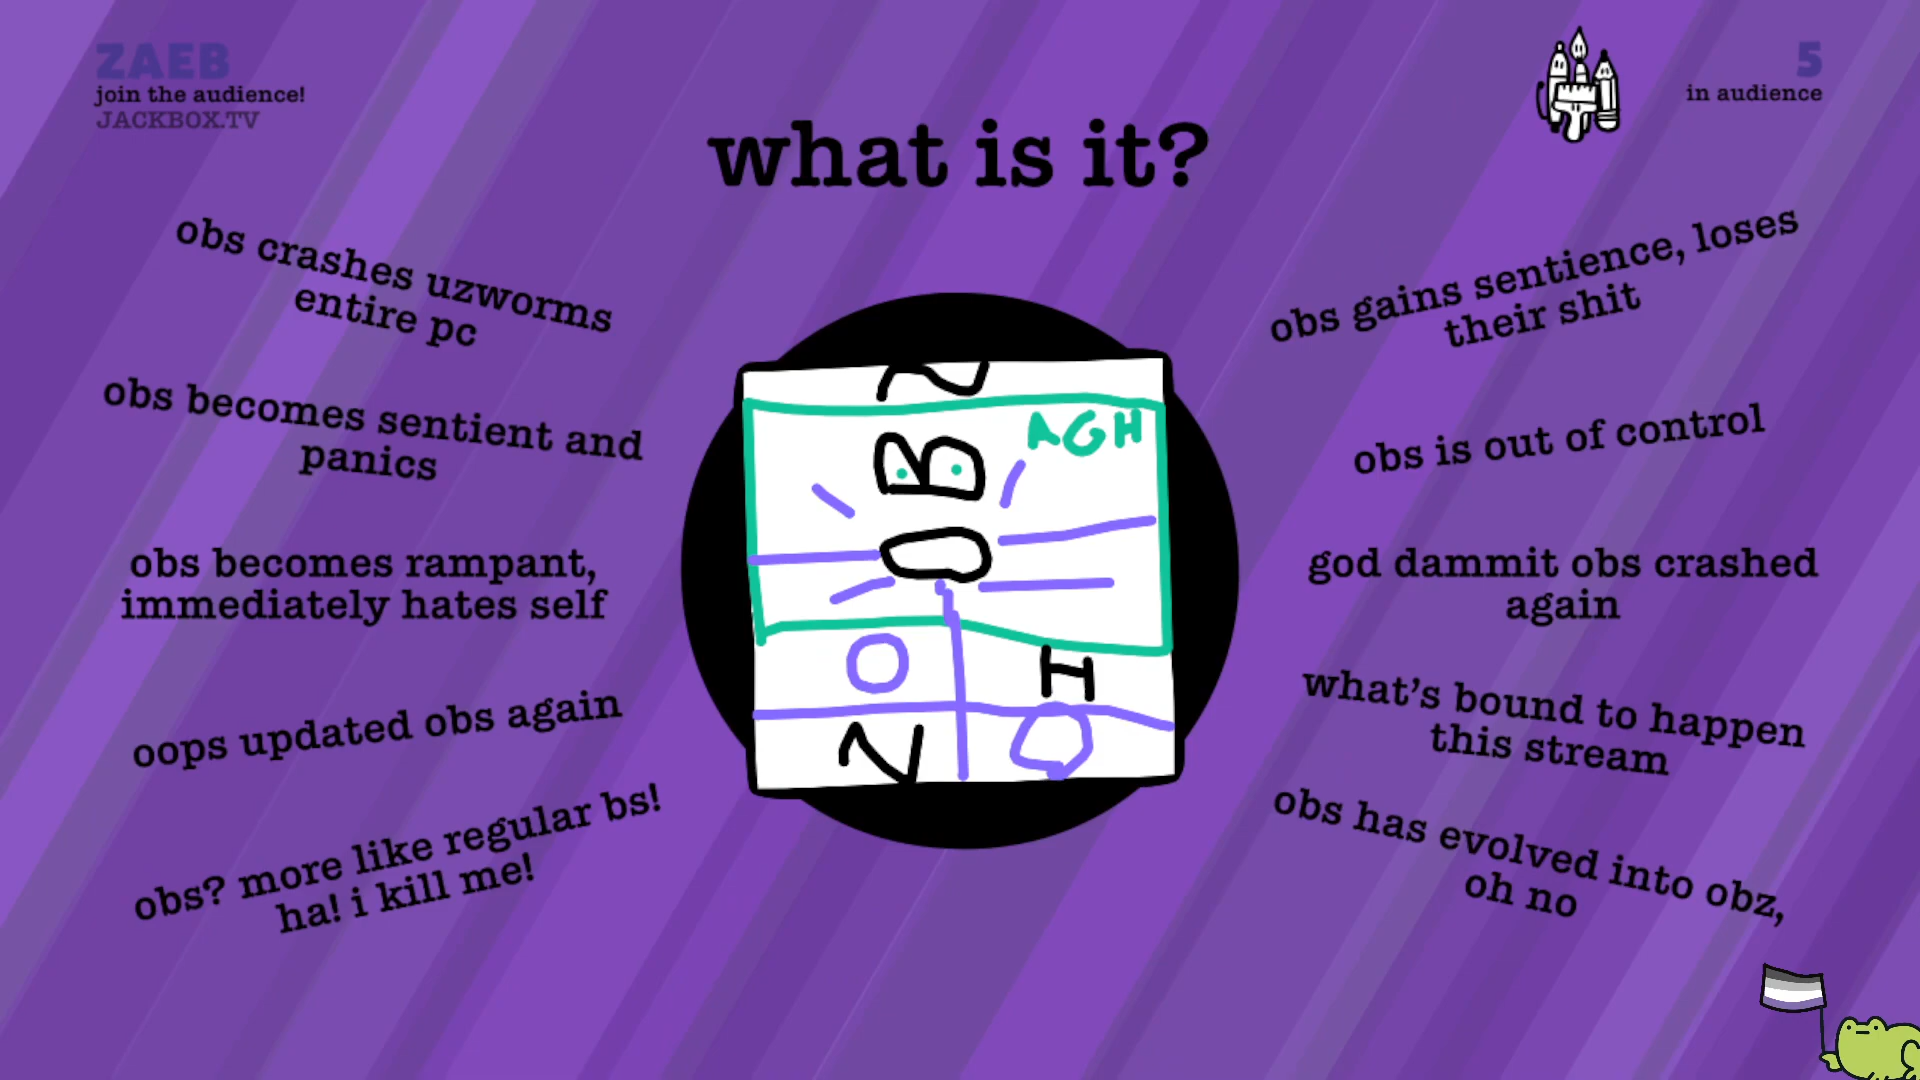 ZAEB
join the audience!
JACKBOX.TV
5
in audience
what is it?
obs crashes uzworms
entire pc
obs becomes sentient and
panics
obs becomes rampant,
immediately hates self
oops updated obs again
obs? more like regular bs!
ha! i kill me!
AGH
B
O
O
H
N
O
obs gains sentience, loses
their shit
obs is out of control
god dammit obs crashed
again
what's bound to happen
this stream
obs has evolved into obz,
oh no